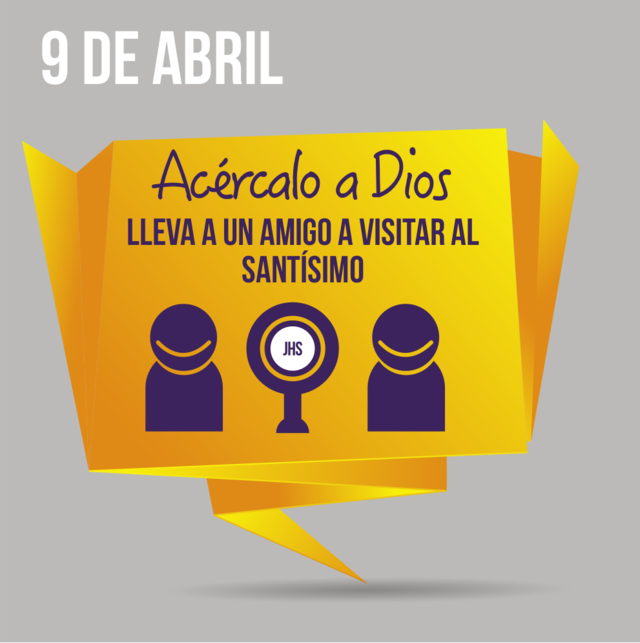 9 DE ABRIL
Acércalo a Dios
LLEVA A UN AMIGO A VISITAR AL
SANTÍSIMO
JHS